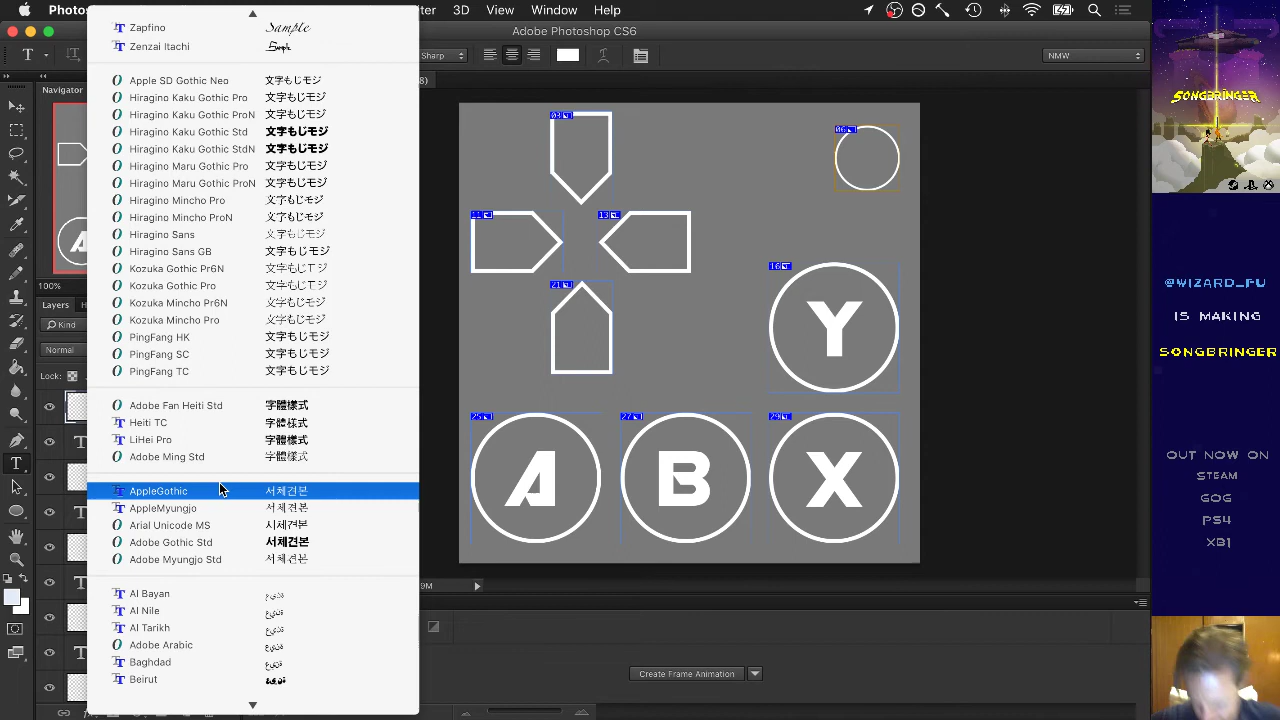 Photos
ter
3D
View
Window
Help
Adobe Photoshop CS6
Sharp
NMW
8)
Navigator
100%
Layers
Kind
Normal
Lock:
Zapfino Sample
Zenzai Itachi Sample
Apple SD Gothic Neo 文字もじモジ
Hiragino Kaku Gothic Pro 文字もじモジ
Hiragino Kaku Gothic ProN 文字もじモジ
Hiragino Kaku Gothic Std 文字もじモジ
Hiragino Kaku Gothic StdN 文字もじモジ
Hiragino Maru Gothic Pro 文字もじモジ
Hiragino Maru Gothic ProN 文字もじモジ
Hiragino Mincho Pro 文字もじモジ
Hiragino Mincho ProN 文字もじモジ
Hiragino Sans 文字もじモジ
Hiragino Sans GB 文字もじモジ
Kozuka Gothic Pr6N 文字もじモジ
Kozuka Gothic Pro 文字もじモジ
Kozuka Mincho Pr6N 文字もじモジ
Kozuka Mincho Pro 文字もじモジ
PingFang HK 文字もじモジ
PingFang SC 文字もじモジ
PingFang TC 文字もじモジ
Adobe Fan Heiti Std 字體樣式
Heiti TC 字體樣式
LiHei Pro 字體樣式
Adobe Ming Std 字體樣式
AppleGothic 서체견본
AppleMyungjo 서체견본
Arial Unicode MS 서체견본
Adobe Gothic Std 서체견본
Adobe Myungjo Std 서체견본
Al Bayan
Al Nile
Al Tarikh
Adobe Arabic
Baghdad
Beirut
03
06
11
13
16
21
25
27
29
Y
A
B
X
9M
Create Frame Animation
SONGBRINGER
@WIZARD_FU
IS MAKING
SONGBRINGER
OUT NOW ON
STEAM
GOG
PS4
XB1